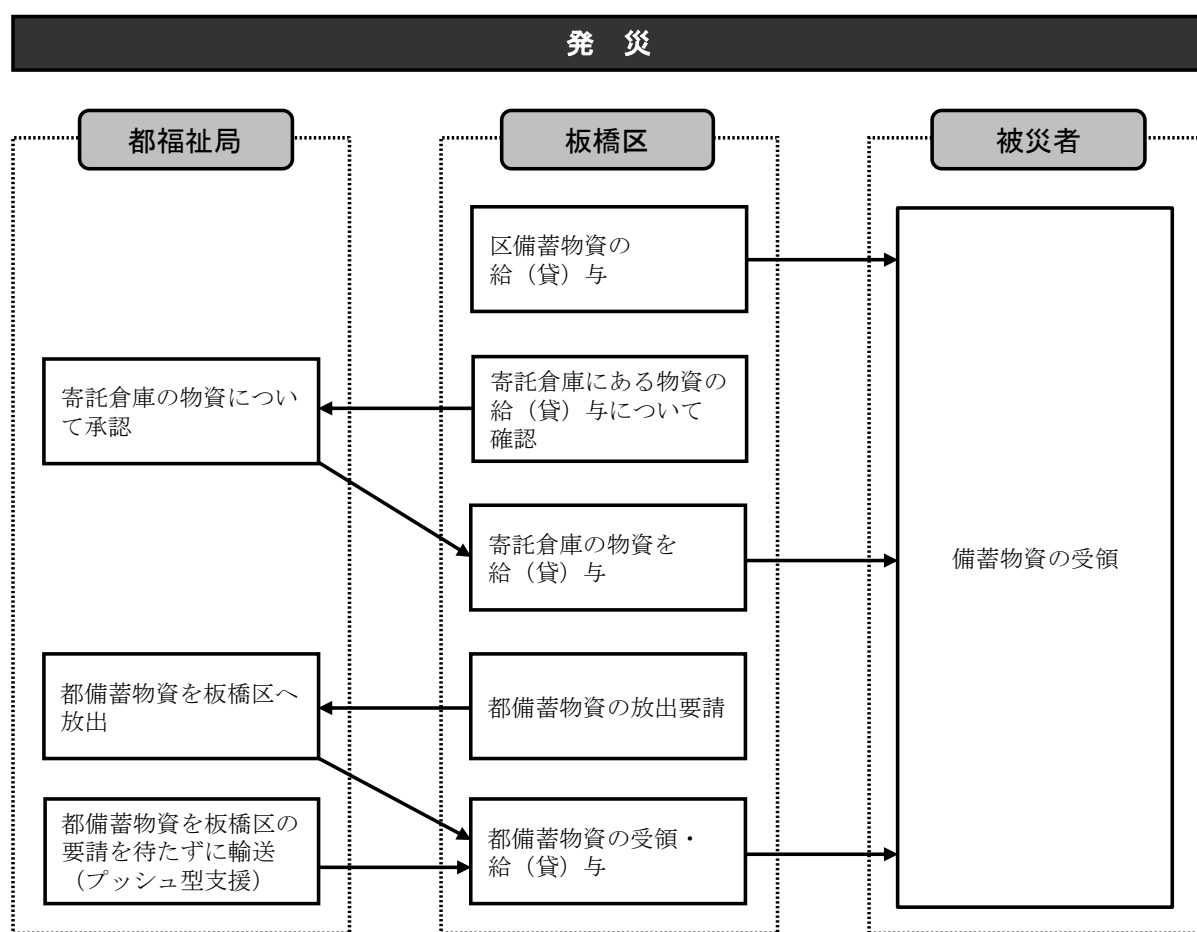 発　災
都福祉局
板橋区
被災者
区備蓄物資の
給（貸）与
寄託倉庫の物資につい
て承認
寄託倉庫にある物資の
給（貸）与について
確認
寄託倉庫の物資を
給（貸）与
備蓄物資の受領
都備蓄物資を板橋区へ
放出
都備蓄物資の放出要請
都備蓄物資を板橋区の
要請を待たずに輸送
（プッシュ型支援）
都備蓄物資の受領・
給（貸）与